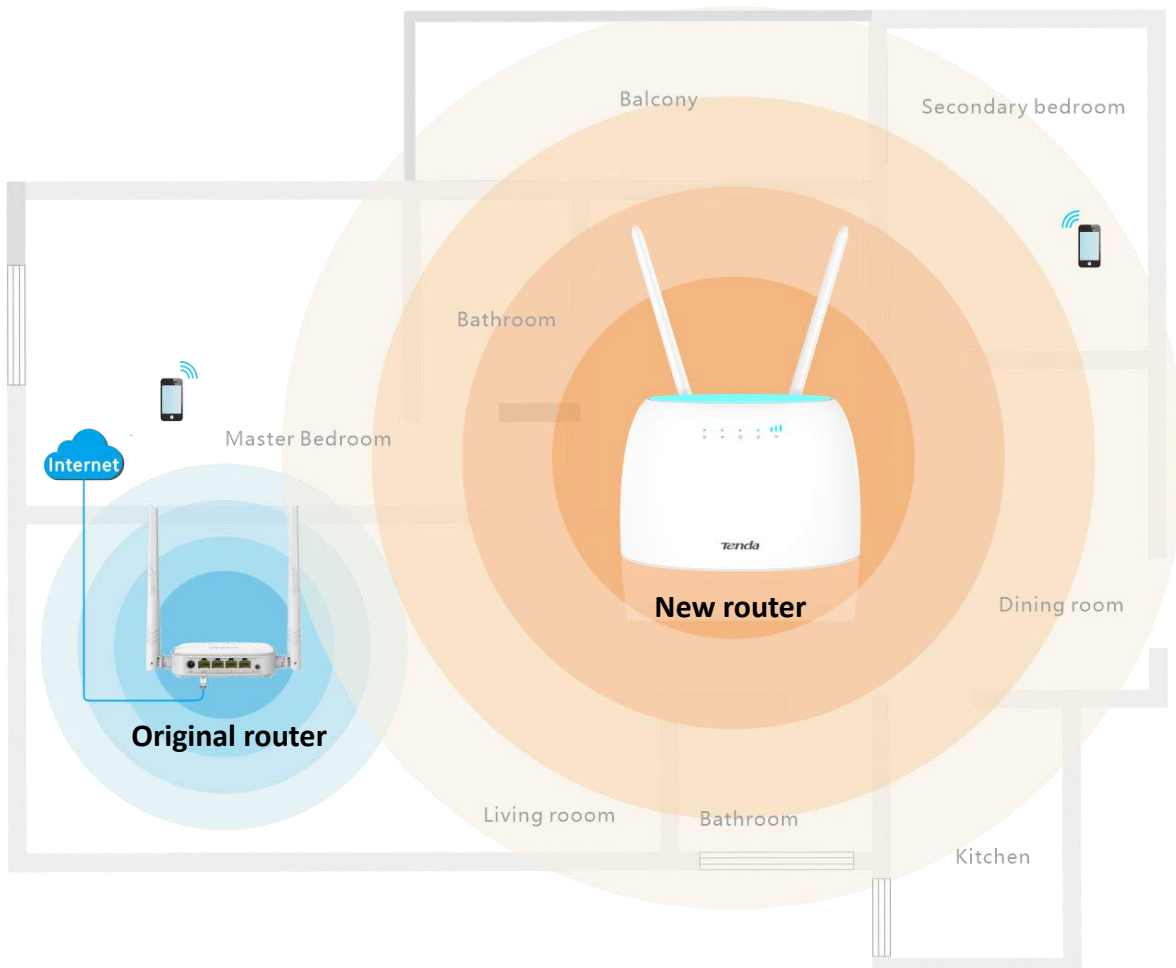 Balcony
Secondary bedroom
Bathroom
Master Bedroom
Internet
Tenda
New router
Dining room
Original router
Living rooom
Bathroom
Kitchen